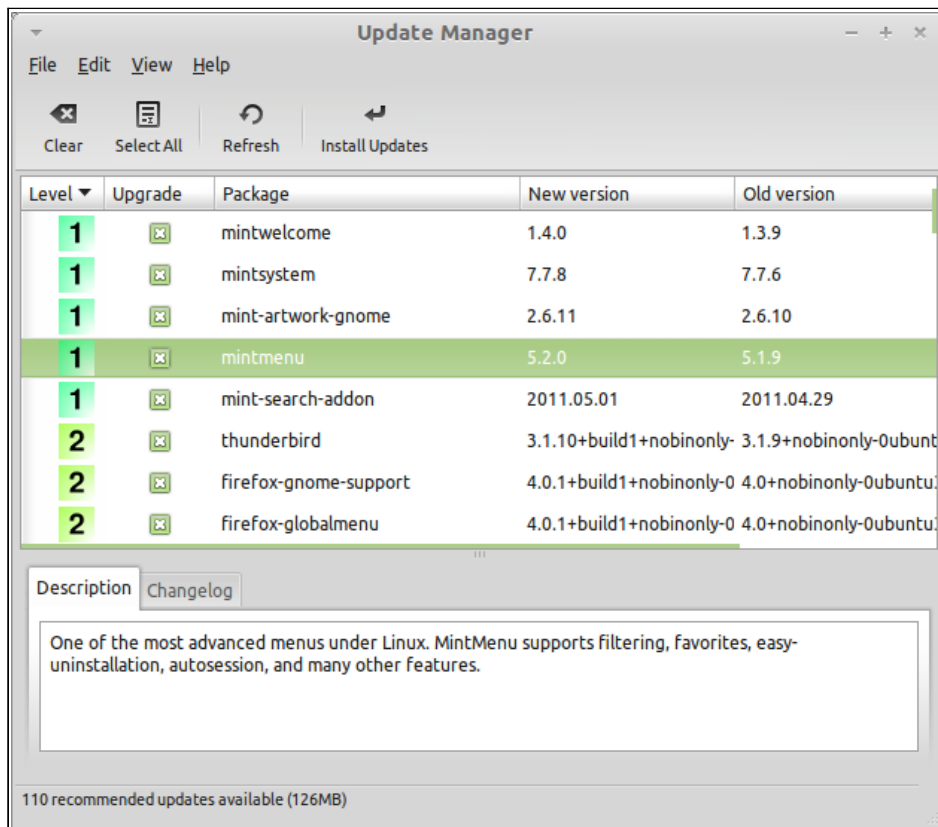 Update Manager
File Edit View Help
Clear Select All Refresh Install Updates
Level Upgrade Package New version Old version
1 mintwelcome 1.4.0 1.3.9
1 mintsystem 7.7.8 7.7.6
1 mint-artwork-gnome 2.6.11 2.6.10
1 mintmenu 5.2.0 5.1.9
1 mint-search-addon 2011.05.01 2011.04.29
2 thunderbird 3.1.10+build1+nobinonly- 3.1.9+nobinonly-0ubunt
2 firefox-gnome-support 4.0.1+build1+nobinonly-0 4.0+nobinonly-0ubuntu
2 firefox-globalmenu 4.0.1+build1+nobinonly-0 4.0+nobinonly-0ubuntu
Description Changelog
One of the most advanced menus under Linux. MintMenu supports filtering, favorites, easy-
uninstallation, autosession, and many other features.
110 recommended updates available (126MB)